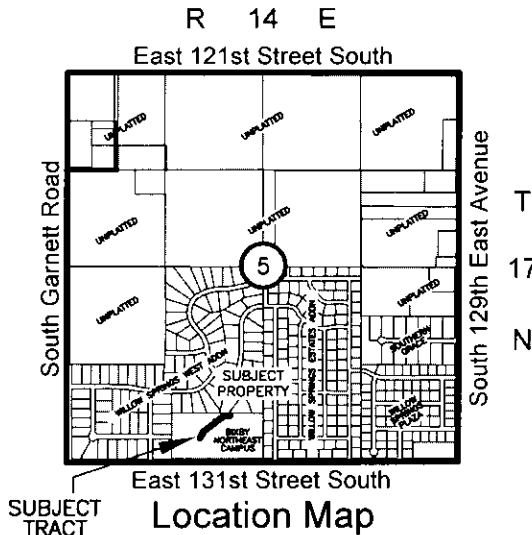 R 14 E
East 121st Street South
UNPLATTED
UNPLATTED
UNPLATTED
South Garnett Road
South 129th East Avenue
T
17
N
UNPLATTED
UNPLATTED
UNPLATTED
5
UNPLATTED
UNPLATTED
SOUTHERN
GRACE
WILLOW SPRINGS WEST ADDN
WILLOW SPRINGS ESTATES ADDN
WILLOW
SPRINGS
PLAZA
SUBJECT
PROPERTY
BIXBY
NORTHEAST
CAMPUS
East 131st Street South
SUBJECT
TRACT
Location Map